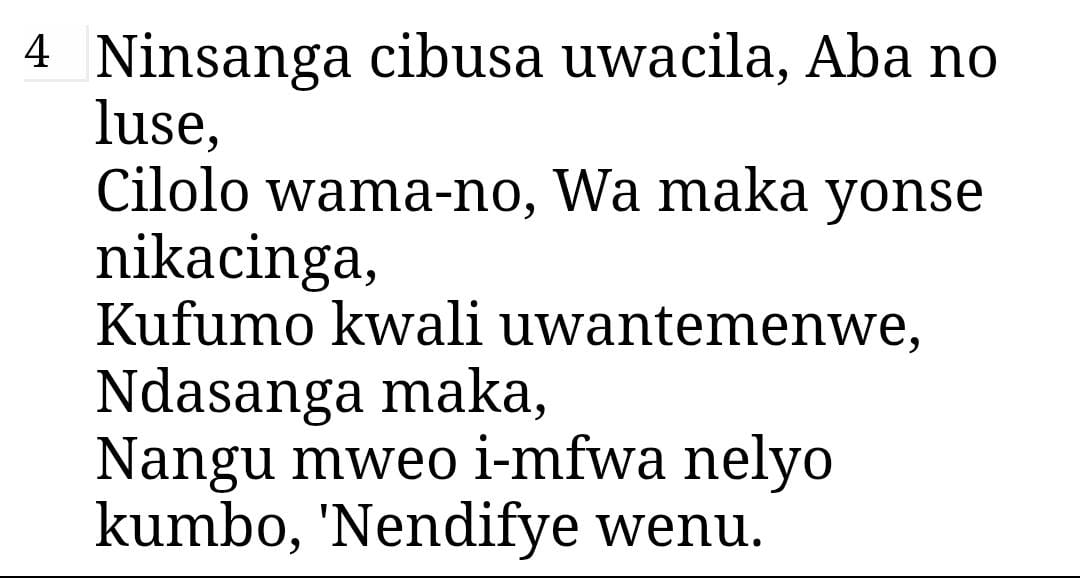 4 Ninsanga cibusa uwacila, Aba no
luse,
Cilolo wama-no, Wa maka yonse
nikacinga,
Kufumo kwali uwantemenwe,
Ndasanga maka,
Nangu mweo i-mfwa nelyo
kumbo, 'Nendifye wenu.